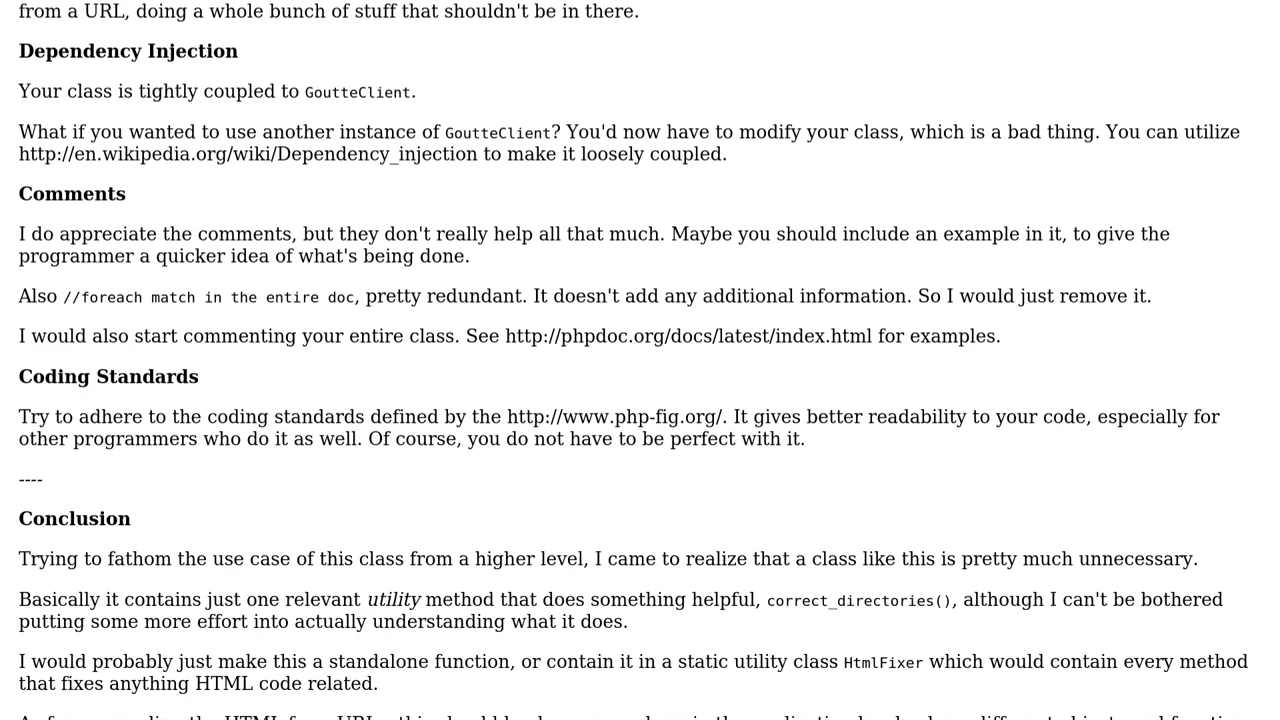 from a URL, doing a whole bunch of stuff that shouldn't be in there.
Dependency Injection
Your class is tightly coupled to GoutteClient.
What if you wanted to use another instance of GoutteClient? You'd now have to modify your class, which is a bad thing. You can utilize
http://en.wikipedia.org/wiki/Dependency_injection to make it loosely coupled.
Comments
I do appreciate the comments, but they don't really help all that much. Maybe you should include an example in it, to give the
programmer a quicker idea of what's being done.
Also //foreach match in the entire doc, pretty redundant. It doesn't add any additional information. So I would just remove it.
I would also start commenting your entire class. See http://phpdoc.org/docs/latest/index.html for examples.
Coding Standards
Try to adhere to the coding standards defined by the http://www.php-fig.org/. It gives better readability to your code, especially for
other programmers who do it as well. Of course, you do not have to be perfect with it.
----
Conclusion
Trying to fathom the use case of this class from a higher level, I came to realize that a class like this is pretty much unnecessary.
Basically it contains just one relevant utility method that does something helpful, correct_directories(), although I can't be bothered
putting some more effort into actually understanding what it does.
I would probably just make this a standalone function, or contain it in a static utility class HtmlFixer which would contain every method
that fixes anything HTML code related.